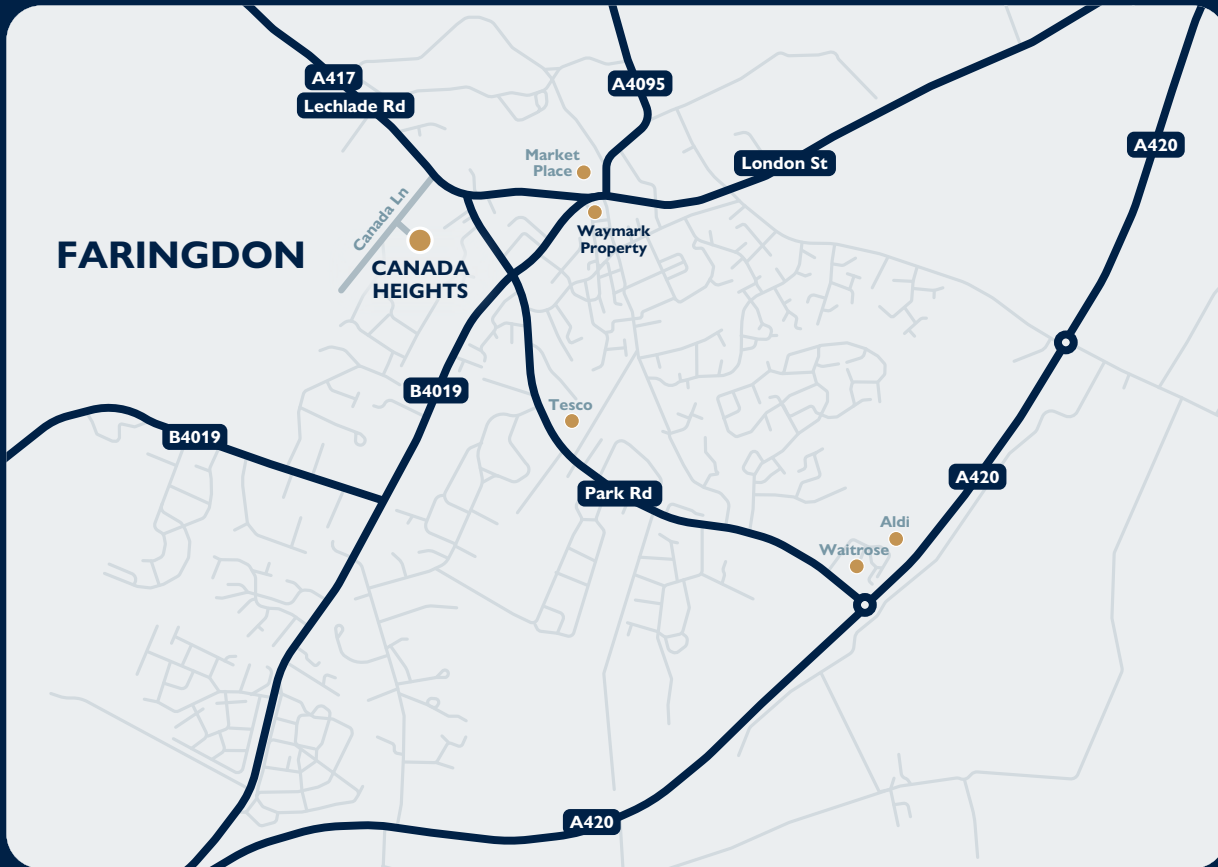 A417
Lechlade Rd
A4095
London St
A420
Market
Place
Canada Ln
Waymark
Property
FARINGDON
CANADA
HEIGHTS
B4019
Tesco
B4019
A420
Park Rd
Aldi
Waitrose
A420